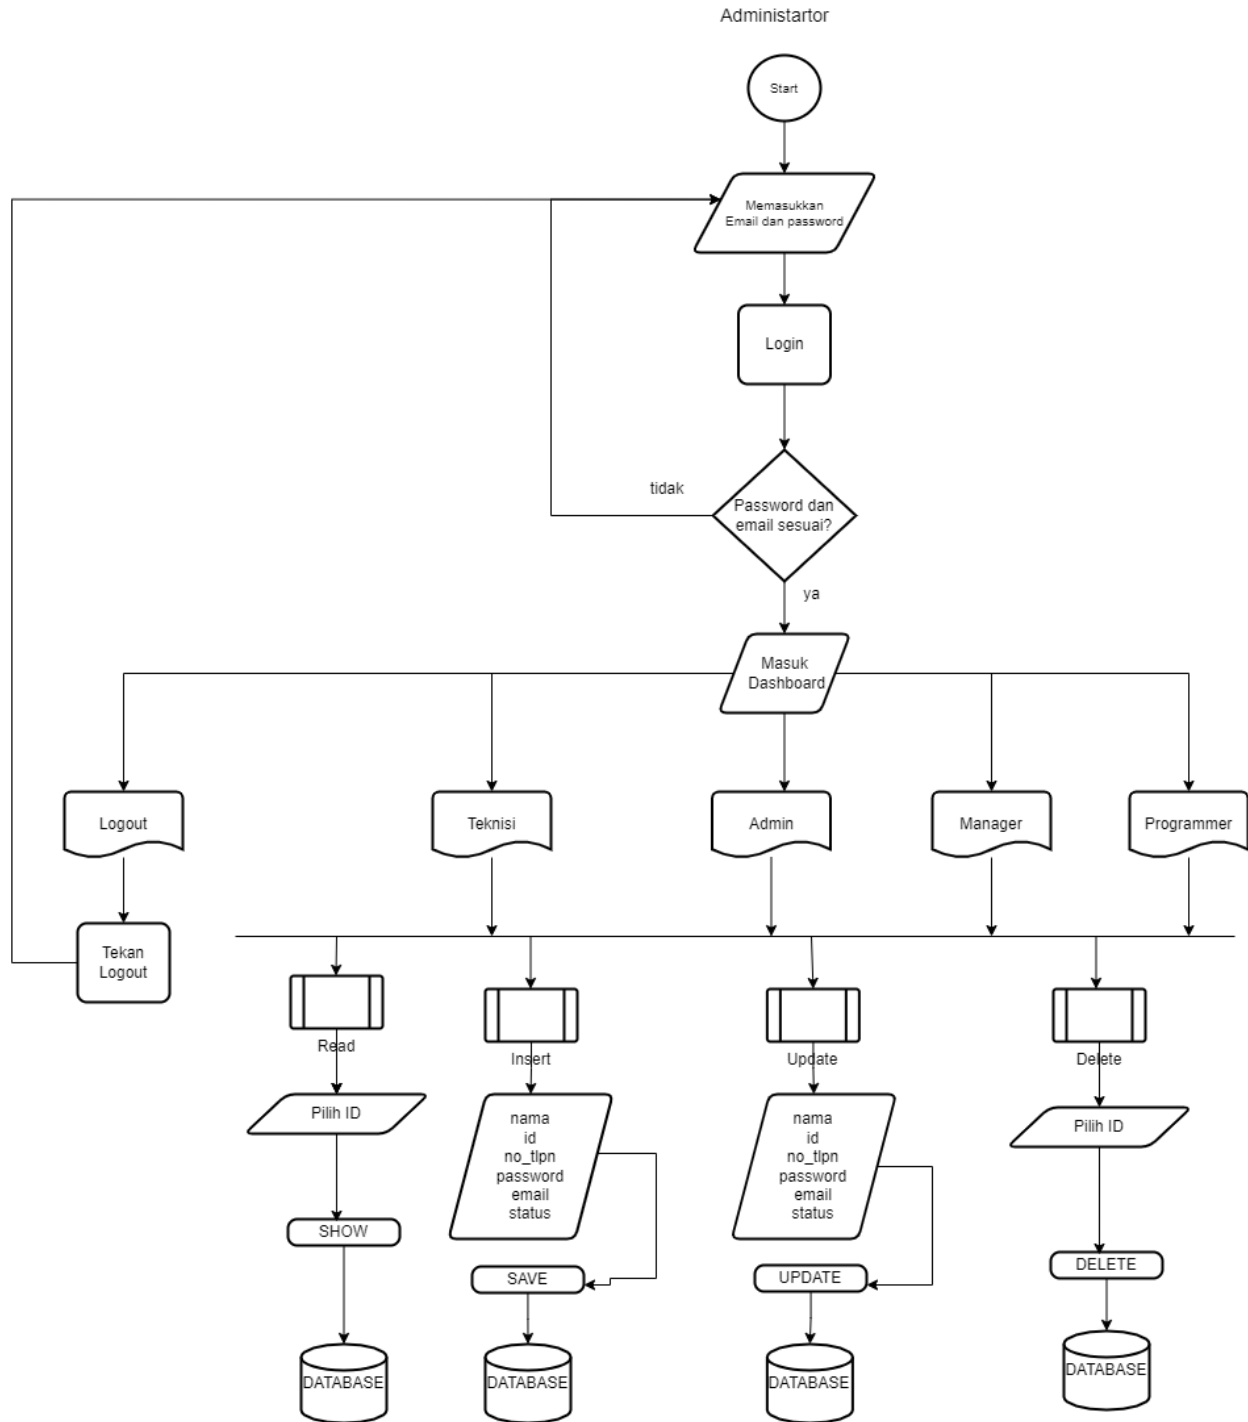 Administartor
Start
Memasukkan
Email dan password
Login
tidak
Password dan
email sesuai?
ya
Masuk
Dashboard
Logout
Teknisi
Admin
Manager
Programmer
Tekan
Logout
Read
Insert
Update
Delete
Pilih ID
nama
id
no_tlpn
password
email
status
nama
id
no_tlpn
password
email
status
Pilih ID
SHOW
SAVE
UPDATE
DELETE
DATABASE
DATABASE
DATABASE
DATABASE